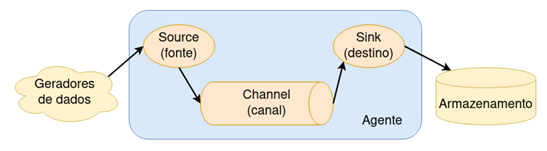 Geradores
de dados
Source
(fonte)
Channel
(canal)
Sink
(destino)
Agente
Armazenamento